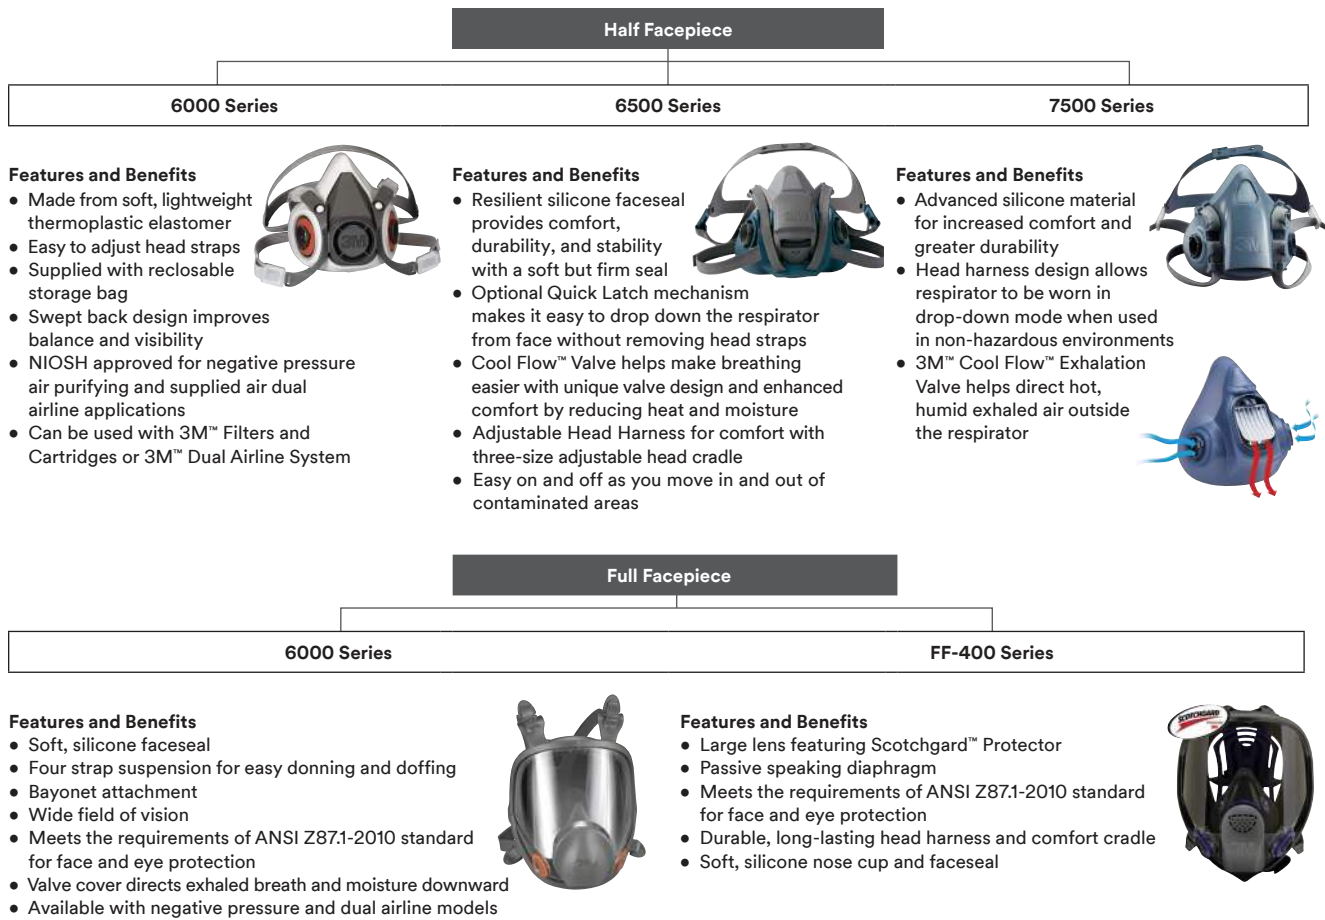 Half Facepiece
6000 Series
6500 Series
7500 Series
Features and Benefits
• Made from soft, lightweight
thermoplastic elastomer
• Easy to adjust head straps
• Supplied with reclosable
storage bag
• Swept back design improves
balance and visibility
• NIOSH approved for negative pressure
air purifying and supplied air dual
airline applications
• Can be used with 3M™ Filters and
Cartridges or 3M™ Dual Airline System
3M
Features and Benefits
• Resilient silicone faceseal
provides comfort,
durability, and stability
with a soft but firm seal
• Optional Quick Latch mechanism
makes it easy to drop down the respirator
from face without removing head straps
• Cool Flow™ Valve helps make breathing
easier with unique valve design and enhanced
comfort by reducing heat and moisture
• Adjustable Head Harness for comfort with
three-size adjustable head cradle
• Easy on and off as you move in and out of
contaminated areas
3M
Features and Benefits
• Advanced silicone material
for increased comfort and
greater durability
• Head harness design allows
respirator to be worn in
drop-down mode when used
in non-hazardous environments
• 3M™ Cool Flow™ Exhalation
Valve helps direct hot,
humid exhaled air outside
the respirator
3M
Full Facepiece
6000 Series
FF-400 Series
Features and Benefits
• Soft, silicone faceseal
• Four strap suspension for easy donning and doffing
• Bayonet attachment
• Wide field of vision
• Meets the requirements of ANSI Z87.1-2010 standard
for face and eye protection
• Valve cover directs exhaled breath and moisture downward
• Available with negative pressure and dual airline models
Features and Benefits
• Large lens featuring Scotchgard™ Protector
• Passive speaking diaphragm
• Meets the requirements of ANSI Z87.1-2010 standard
for face and eye protection
• Durable, long-lasting head harness and comfort cradle
• Soft, silicone nose cup and faceseal
SCOTCHGARD
3M